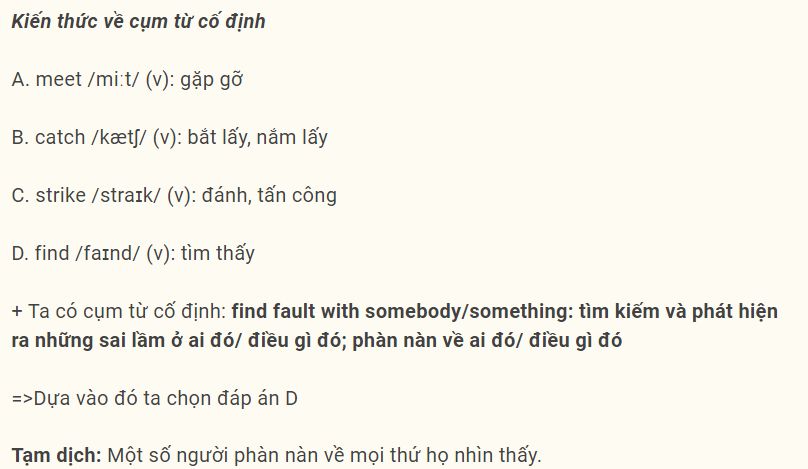 Kiến thức về cụm từ cố định
A. meet /miːt/ (v): gặp gỡ
B. catch /kætʃ/ (v): bắt lấy, nắm lấy
C. strike /straɪk/ (v): đánh, tấn công
D. find /faɪnd/ (v): tìm thấy
+ Ta có cụm từ cố định: find fault with somebody/something: tìm kiếm và phát hiện
ra những sai lầm ở ai đó/ điều gì đó; phàn nàn về ai đó/ điều gì đó
=>Dựa vào đó ta chọn đáp án D
Tạm dịch: Một số người phàn nàn về mọi thứ họ nhìn thấy.